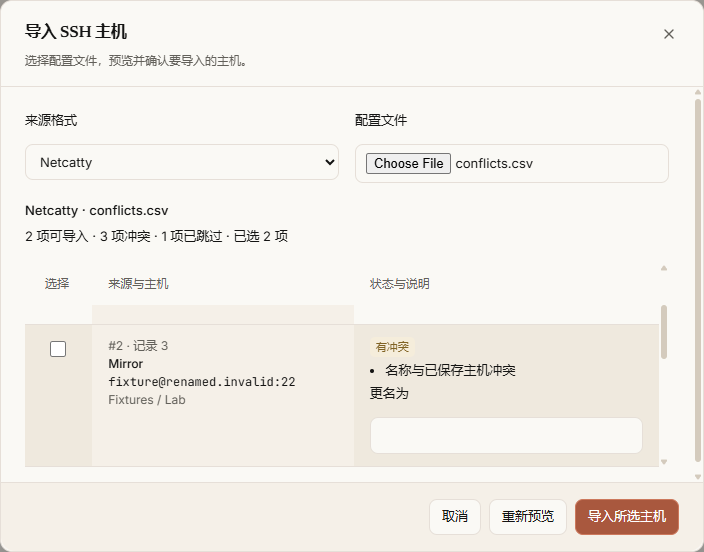 导入 SSH 主机
选择配置文件，预览并确认要导入的主机。
来源格式
配置文件
Netcatty
Choose File conflicts.csv
Netcatty · conflicts.csv
2 项可导入 · 3 项冲突 · 1 项已跳过 · 已选 2 项
选择
来源与主机
状态与说明
#2 · 记录 3
Mirror
fixture@renamed.invalid:22
Fixtures / Lab
有冲突
• 名称与已保存主机冲突
更名为
取消
重新预览
导入所选主机